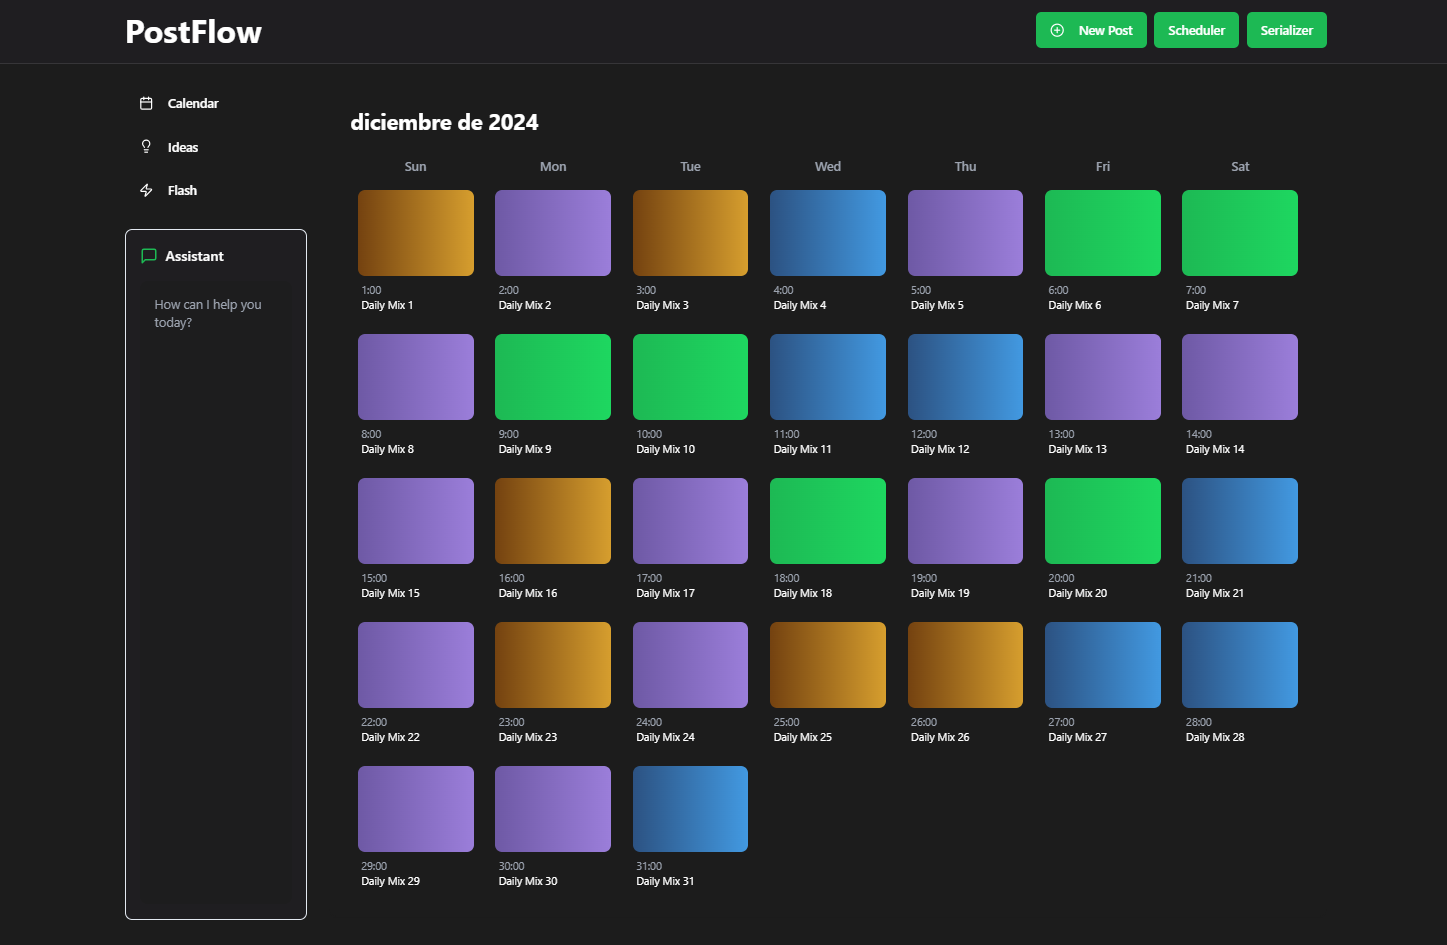 PostFlow
New Post
Scheduler
Serializer
Calendar
Ideas
Flash
Assistant
How can I help you
today?
diciembre de 2024
Sun Mon Tue Wed Thu Fri Sat
1:00 2:00 3:00 4:00 5:00 6:00 7:00
Daily Mix 1 Daily Mix 2 Daily Mix 3 Daily Mix 4 Daily Mix 5 Daily Mix 6 Daily Mix 7
8:00 9:00 10:00 11:00 12:00 13:00 14:00
Daily Mix 8 Daily Mix 9 Daily Mix 10 Daily Mix 11 Daily Mix 12 Daily Mix 13 Daily Mix 14
15:00 16:00 17:00 18:00 19:00 20:00 21:00
Daily Mix 15 Daily Mix 16 Daily Mix 17 Daily Mix 18 Daily Mix 19 Daily Mix 20 Daily Mix 21
22:00 23:00 24:00 25:00 26:00 27:00 28:00
Daily Mix 22 Daily Mix 23 Daily Mix 24 Daily Mix 25 Daily Mix 26 Daily Mix 27 Daily Mix 28
29:00 30:00 31:00
Daily Mix 29 Daily Mix 30 Daily Mix 31